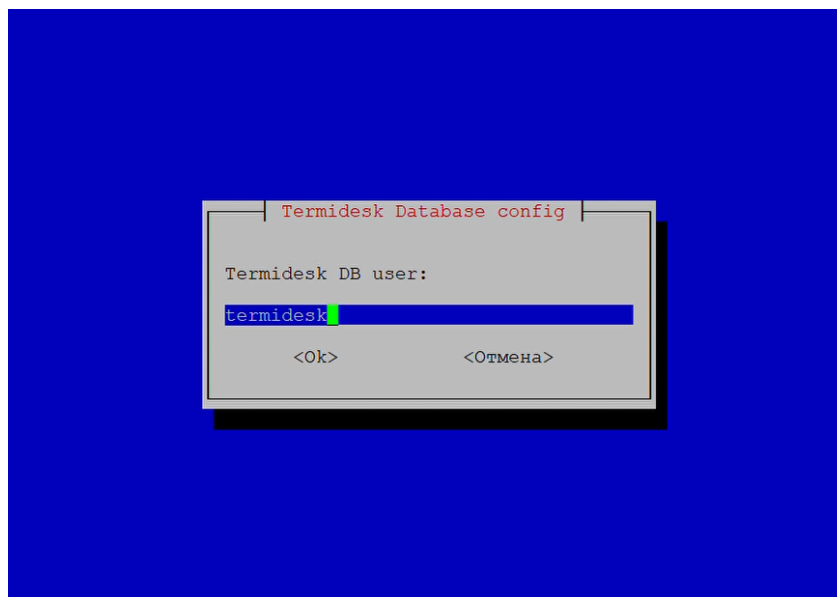 Termidesk Database config
Termidesk DB user:
termidesk
<Ok> <Отмена>